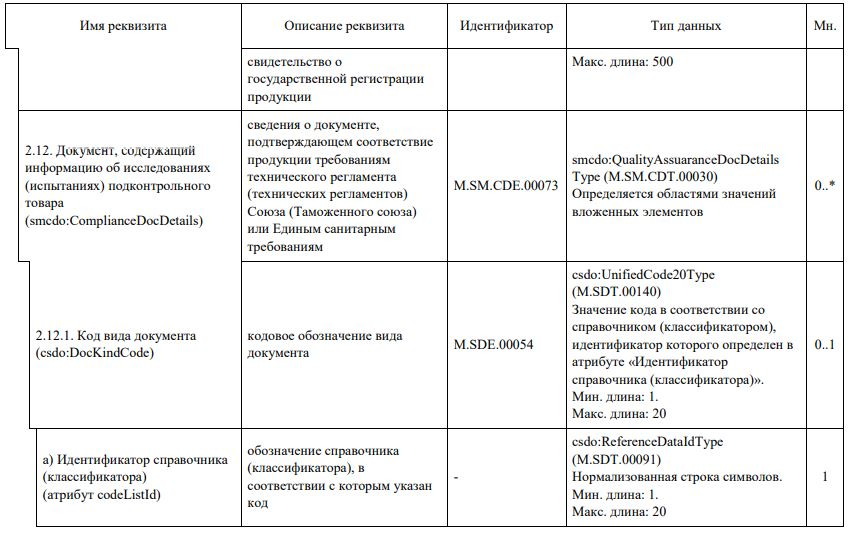 Имя реквизита
Описание реквизита
Идентификатор
Тип данных
Мн.
свидетельство о
государственной регистрации
продукции
Макс. длина: 500
2.12. Документ, содержащий
информацию об исследованиях
(испытаниях) подконтрольного
товара
(smcdo:ComplianceDocDetails)
сведения о документе,
подтверждающем соответствие
продукции требованиям
технического регламента
(технических регламентов)
Союза (Таможенного союза)
или Единым санитарным
требованиям
M.SM.CDE.00073
smcdo:QualityAssuaranceDocDetails
Type (M.SM.CDT.00030)
Определяется областями значений
вложенных элементов
0..*
2.12.1. Код вида документа
(csdo:DocKindCode)
кодовое обозначение вида
документа
M.SDE.00054
csdo:UnifiedCode20Type
(M.SDT.00140)
Значение кода в соответствии со
справочником (классификатором),
идентификатор которого определен в
атрибуте «Идентификатор
справочника (классификатора)».
Мин. длина: 1.
Макс. длина: 20
0..1
а) Идентификатор справочника
(классификатора)
(атрибут codeListId)
обозначение справочника
(классификатора), в
соответствии с которым указан
код
-
csdo:ReferenceDataIdType
(M.SDT.00091)
Нормализованная строка символов.
Мин. длина: 1.
Макс. длина: 20
1